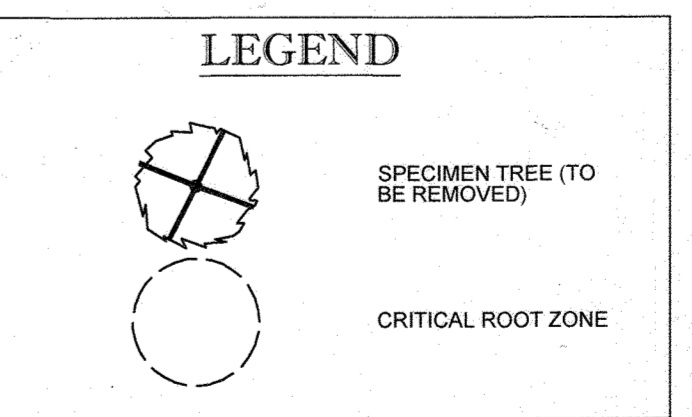 LEGEND
SPECIMEN TREE (TO
BE REMOVED)
CRITICAL ROOT ZONE